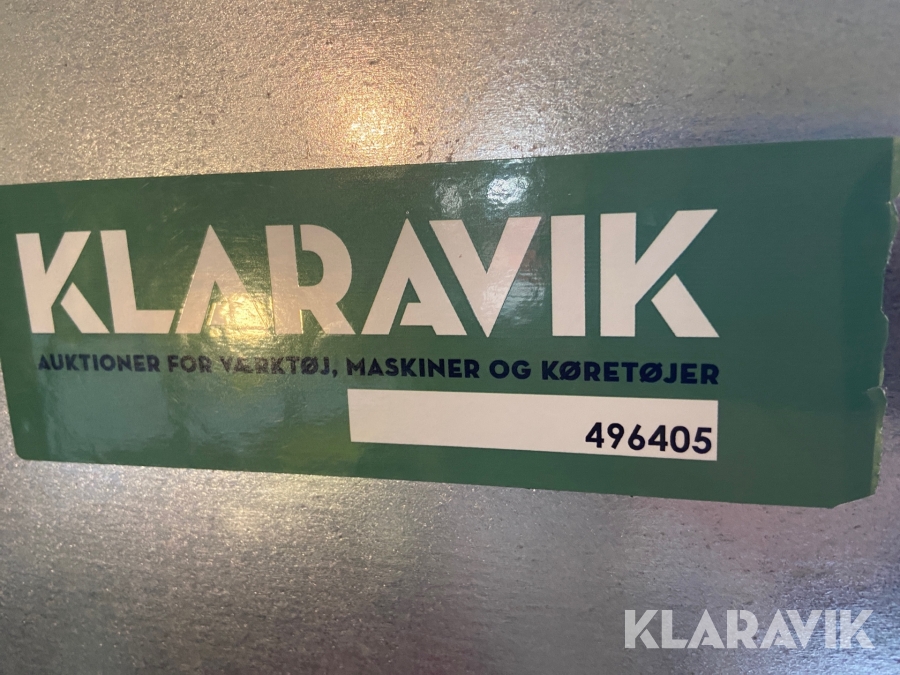 KLARAVIK
AUKTIONER FOR VÆRKTØJ, MASKINER OG KØRETØJER
496405
KLARAVIK